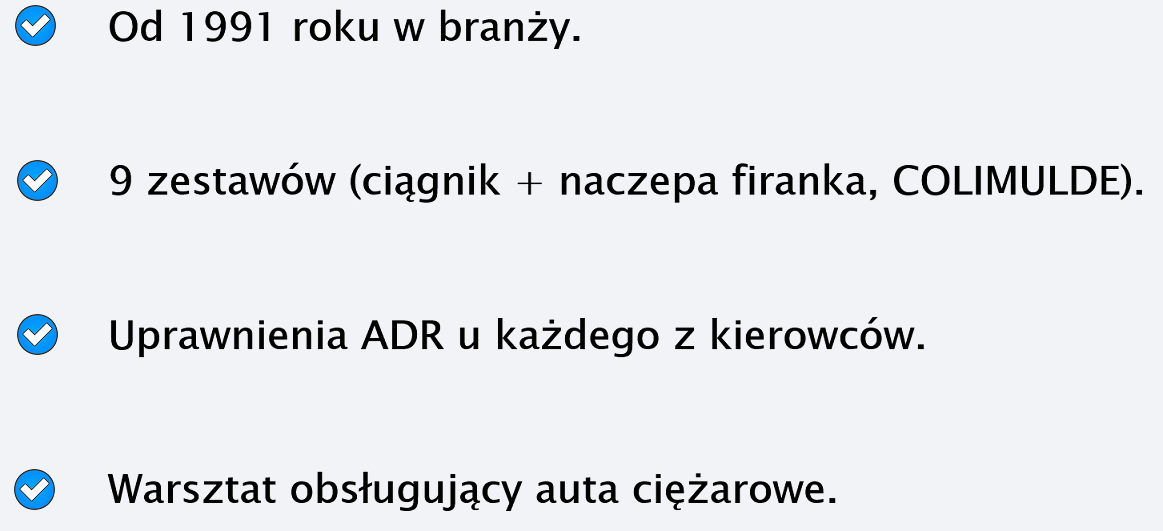 Od 1991 roku w branży.
9 zestawów (ciągnik + naczepa firanka, COLIMULDE).
Uprawnienia ADR u każdego z kierowców.
Warsztat obsługujący auta ciężarowe.